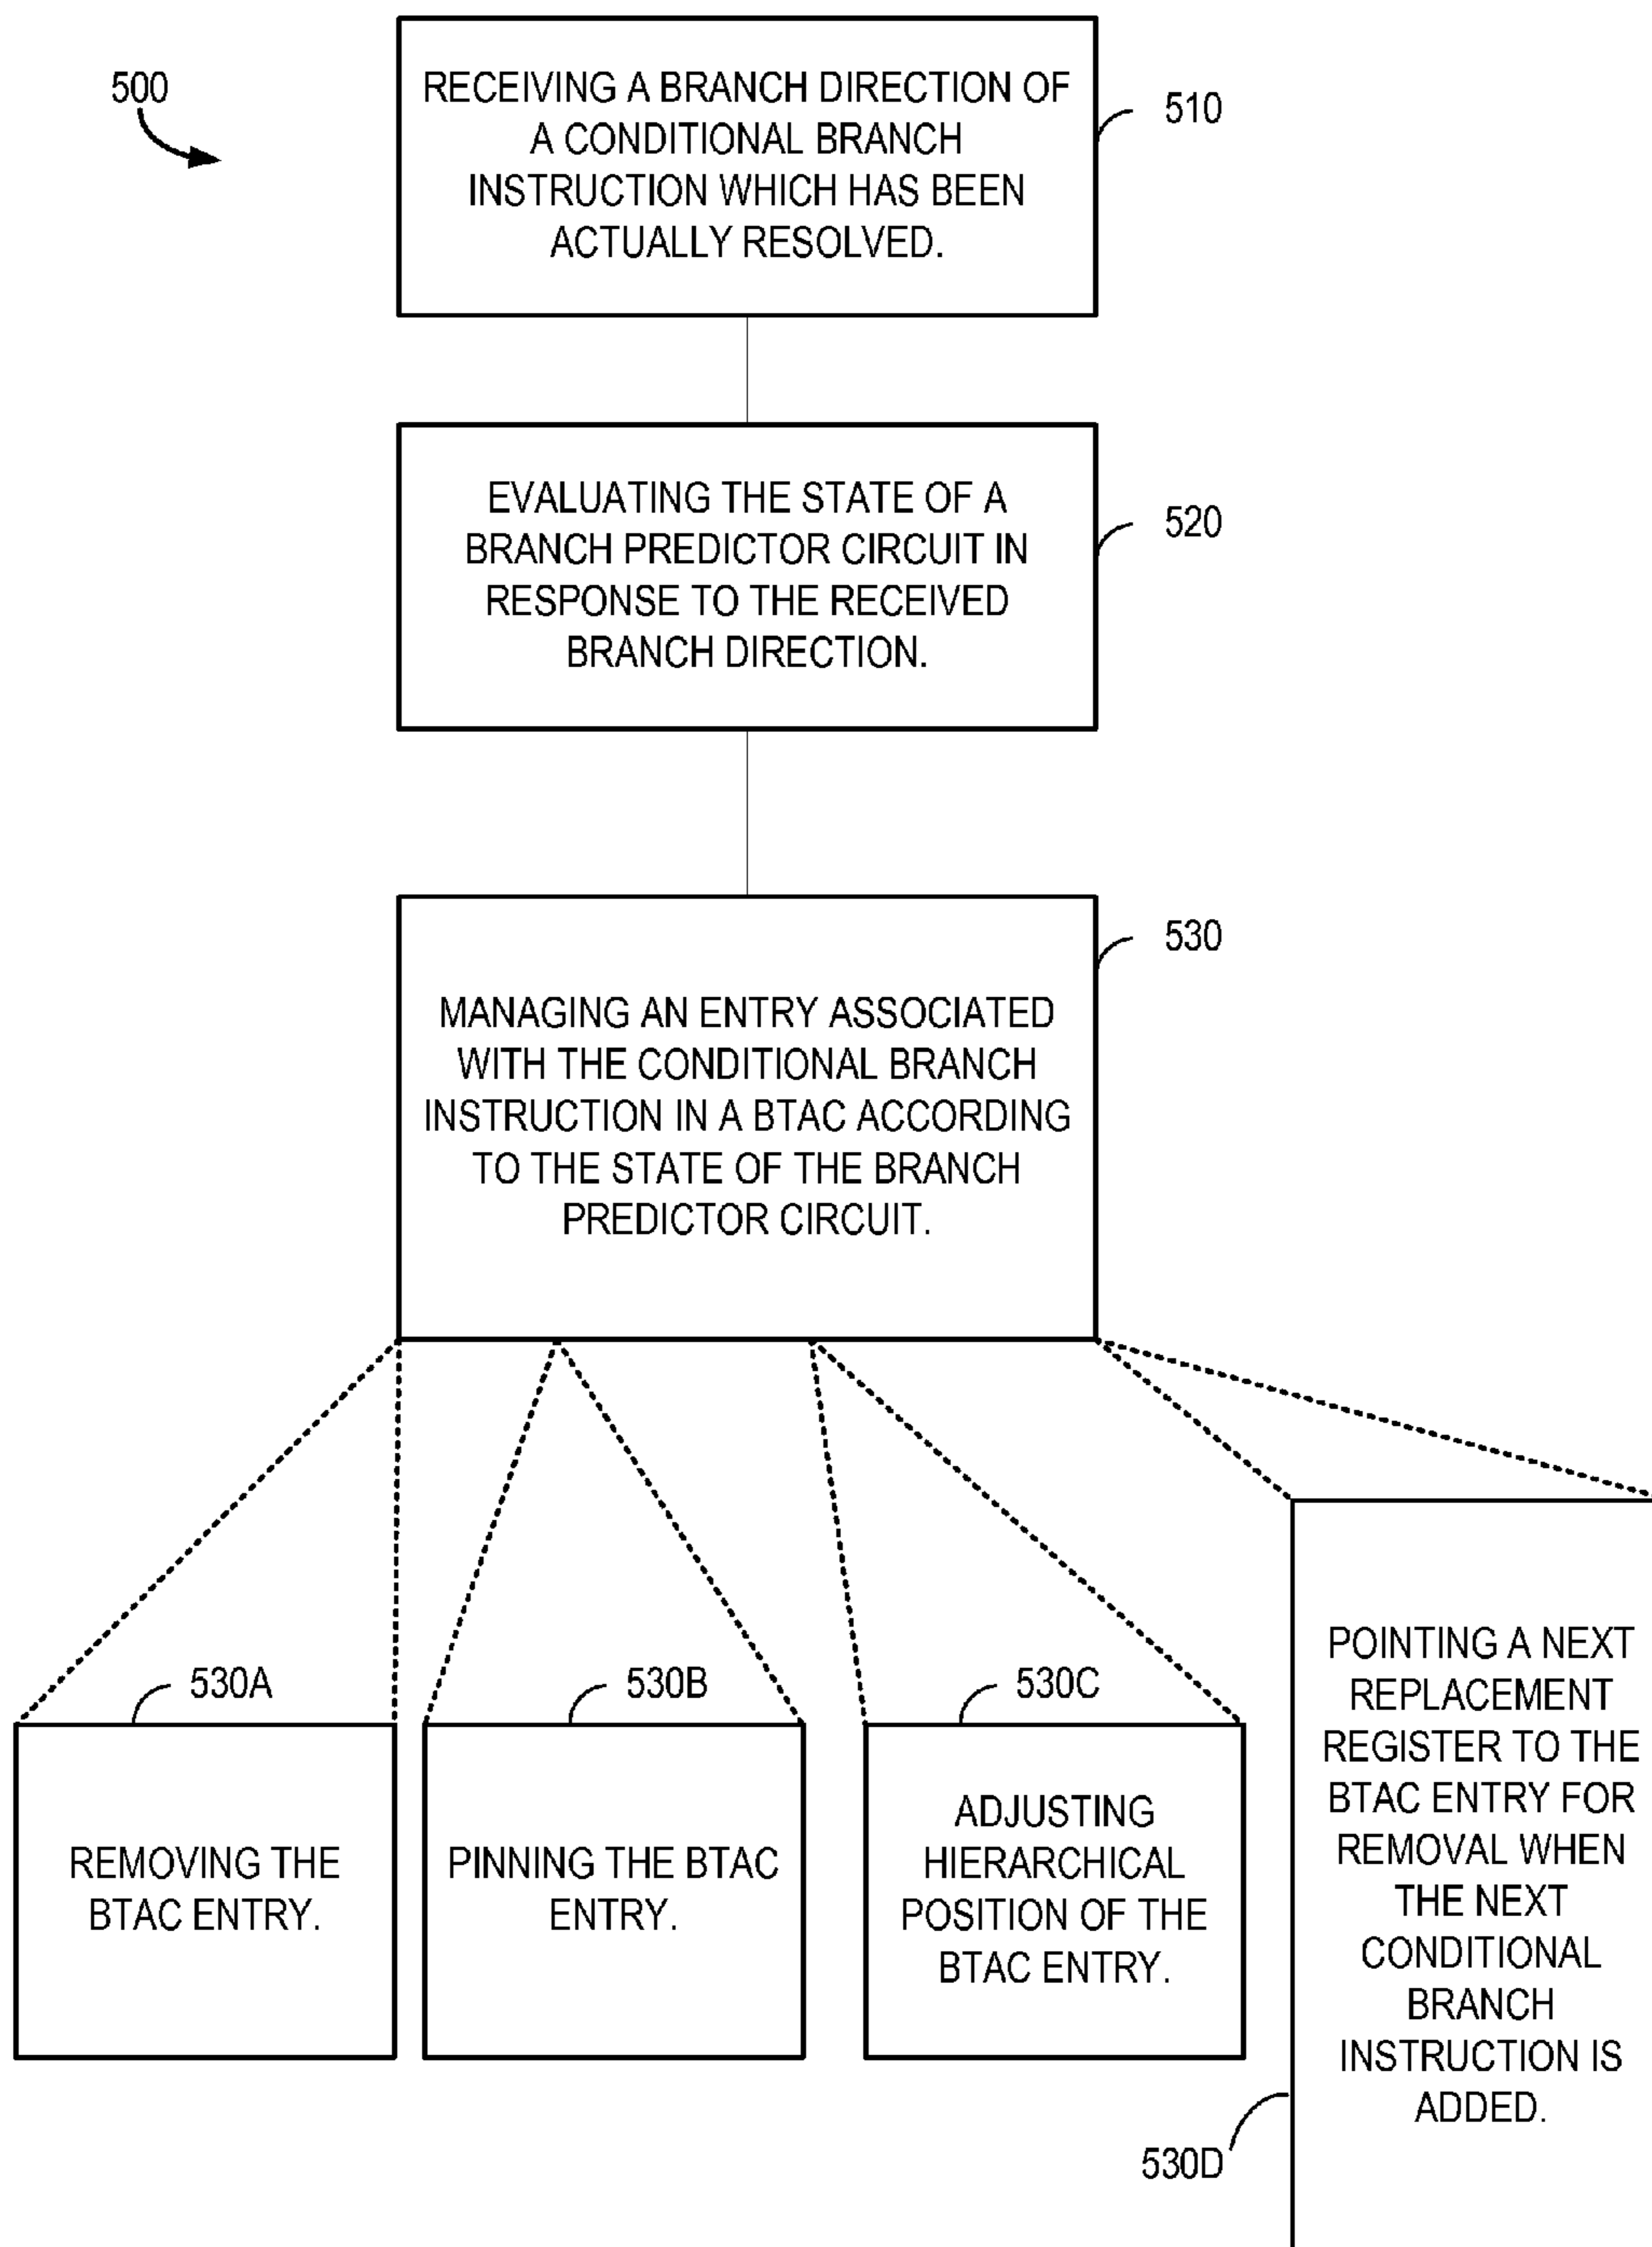 500
RECEIVING A BRANCH DIRECTION OF
A CONDITIONAL BRANCH
INSTRUCTION WHICH HAS BEEN
ACTUALLY RESOLVED.
510
EVALUATING THE STATE OF A
BRANCH PREDICTOR CIRCUIT IN
RESPONSE TO THE RECEIVED
BRANCH DIRECTION.
520
530
MANAGING AN ENTRY ASSOCIATED
WITH THE CONDITIONAL BRANCH
INSTRUCTION IN A BTAC ACCORDING
TO THE STATE OF THE BRANCH
PREDICTOR CIRCUIT.
530A
REMOVING THE
BTAC ENTRY.
530B
PINNING THE BTAC
ENTRY.
530C
ADJUSTING
HIERARCHICAL
POSITION OF THE
BTAC ENTRY.
POINTING A NEXT
REPLACEMENT
REGISTER TO THE
BTAC ENTRY FOR
REMOVAL WHEN
THE NEXT
CONDITIONAL
BRANCH
INSTRUCTION IS
ADDED.
530D